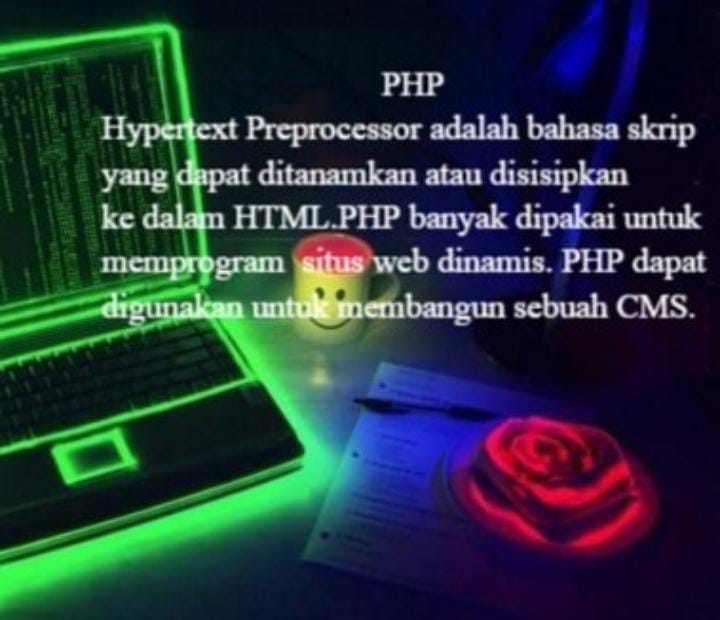 PHP
Hypertext Preprocessor adalah bahasa skrip
yang dapat ditanamkan atau disisipkan
ke dalam HTML.PHP banyak dipakai untuk
memprogram situs web dinamis. PHP dapat
digunakan untuk membangun sebuah CMS.